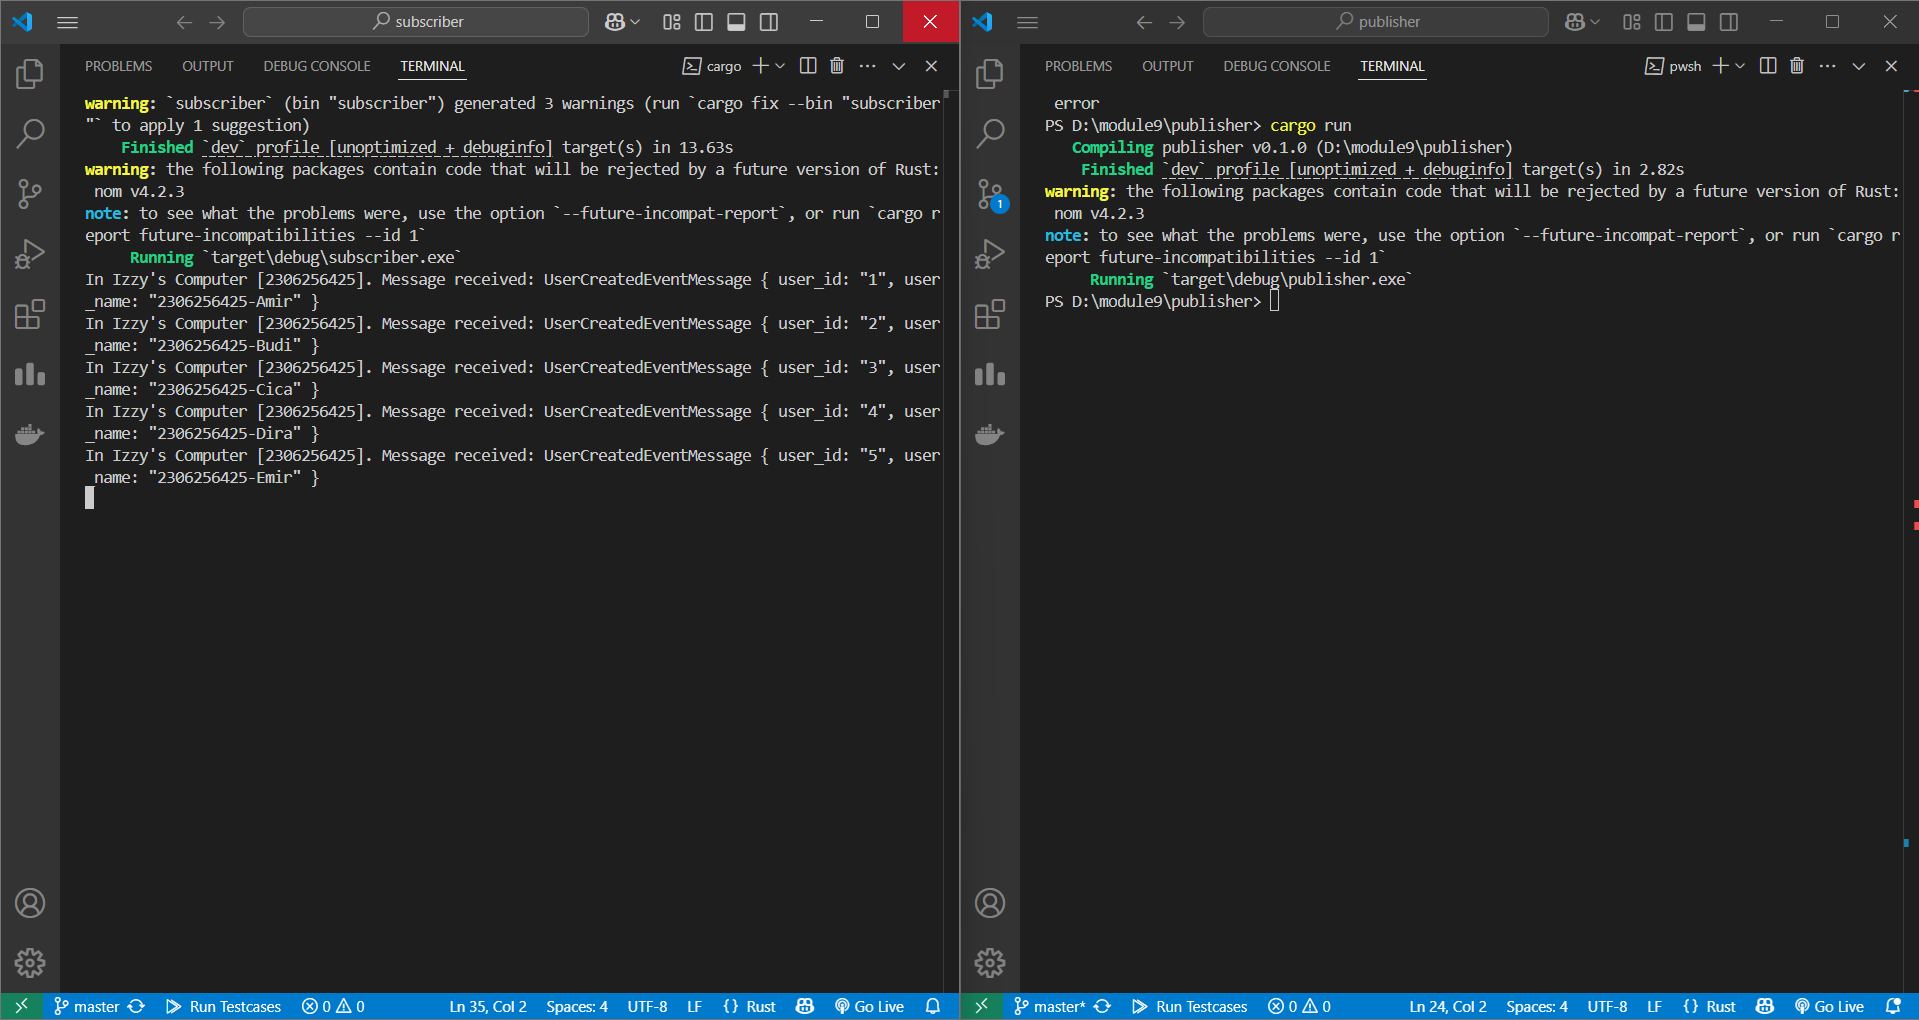 subscriber
PROBLEMS OUTPUT DEBUG CONSOLE TERMINAL
cargo
warning: `subscriber` (bin "subscriber") generated 3 warnings (run `cargo fix --bin "subscriber
"` to apply 1 suggestion)
Finished `dev` profile [unoptimized + debuginfo] target(s) in 13.63s
warning: the following packages contain code that will be rejected by a future version of Rust:
nom v4.2.3
note: to see what the problems were, use the option `--future-incompat-report`, or run `cargo r
eport future-incompatibilities --id 1`
Running `target\debug\subscriber.exe`
In Izzy's Computer [2306256425]. Message received: UserCreatedEventMessage { user_id: "1", user
_name: "2306256425-Amir" }
In Izzy's Computer [2306256425]. Message received: UserCreatedEventMessage { user_id: "2", user
_name: "2306256425-Budi" }
In Izzy's Computer [2306256425]. Message received: UserCreatedEventMessage { user_id: "3", user
_name: "2306256425-Cica" }
In Izzy's Computer [2306256425]. Message received: UserCreatedEventMessage { user_id: "4", user
_name: "2306256425-Dira" }
In Izzy's Computer [2306256425]. Message received: UserCreatedEventMessage { user_id: "5", user
_name: "2306256425-Emir" }
master Run Testcases 0 0 Ln 35, Col 2 Spaces: 4 UTF-8 LF {} Rust Go Live
publisher
PROBLEMS OUTPUT DEBUG CONSOLE TERMINAL
pwsh
error
PS D:\module9\publisher> cargo run
Compiling publisher v0.1.0 (D:\module9\publisher)
Finished `dev` profile [unoptimized + debuginfo] target(s) in 2.82s
warning: the following packages contain code that will be rejected by a future version of Rust:
nom v4.2.3
note: to see what the problems were, use the option `--future-incompat-report`, or run `cargo r
eport future-incompatibilities --id 1`
Running `target\debug\publisher.exe`
PS D:\module9\publisher>
1
master* Run Testcases 0 0 Ln 24, Col 2 Spaces: 4 UTF-8 LF {} Rust Go Live